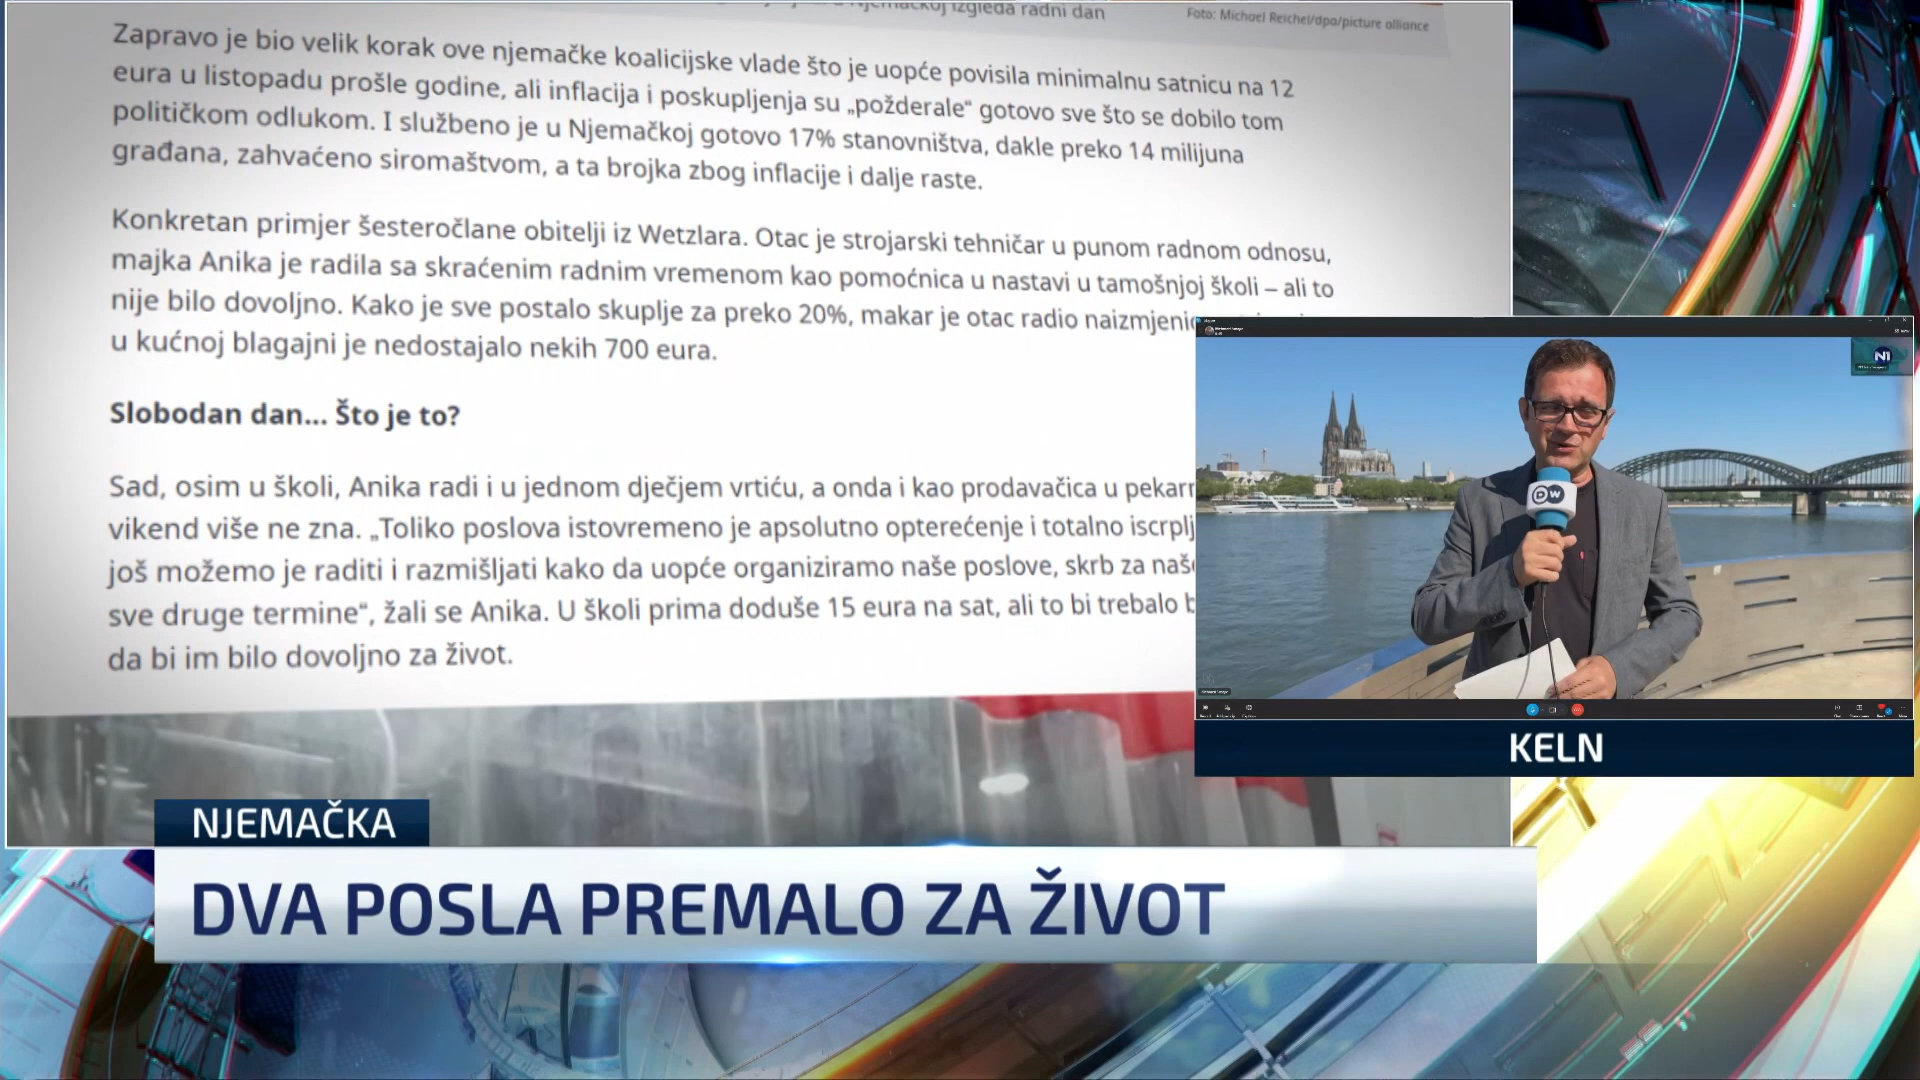 Njemačkoj izgleda radni dan
Foto: Michael Reichel/dpa/picture alliance
Zapravo je bio velik korak ove njemačke koalicijske vlade što je uopće povisila minimalnu satnicu na 12
eura u listopadu prošle godine, ali inflacija i poskupljenja su „požderale“ gotovo sve što se dobilo tom
političkom odlukom. I službeno je u Njemačkoj gotovo 17% stanovništva, dakle preko 14 milijuna
građana, zahvaćeno siromaštvom, a ta brojka zbog inflacije i dalje raste.
Konkretan primjer šesteročlane obitelji iz Wetzlara. Otac je strojarski tehničar u punom radnom odnosu,
majka Anika je radila sa skraćenim radnim vremenom kao pomoćnica u nastavi u tamošnjoj školi – ali to
nije bilo dovoljno. Kako je sve postalo skuplje za preko 20%, makar je otac radio
u kućnoj blagajni je nedostajalo nekih 700 eura.
Slobodan dan... Što je to?
Sad, osim u školi, Anika radi i u jednom dječjem vrtiću, a onda i kao prodavačica u
vikend više ne zna. „Toliko poslova istovremeno je apsolutno opterećenje i totalno
još možemo je raditi i razmišljati kako da uopće organiziramo naše poslove, skrb za
sve druge termine“, žali se Anika. U školi prima doduše 15 eura na sat, ali to bi trebalo
da bi im bilo dovoljno za život.
N1
DW
KELN
NJEMAČKA
DVA POSLA PREMALO ZA ŽIVOT